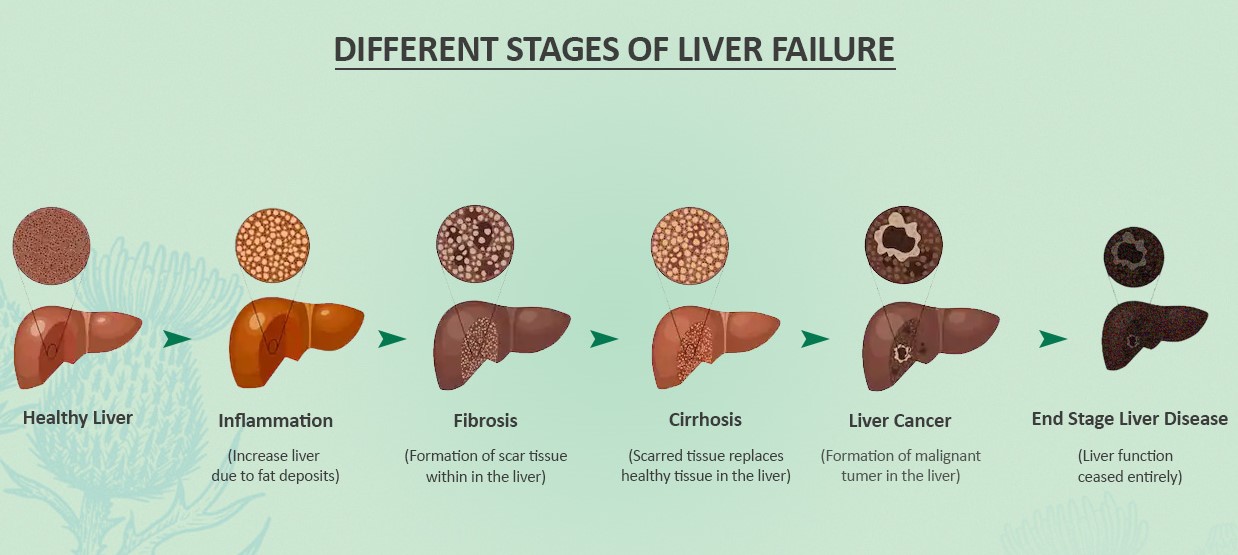 DIFFERENT STAGES OF LIVER FAILURE
Healthy Liver
Inflammation
(Increase liver
due to fat deposits)
Fibrosis
(Formation of scar tissue
within in the liver)
Cirrhosis
(Scarred tissue replaces
healthy tissue in the liver)
Liver Cancer
(Formation of malignant
tumer in the liver)
End Stage Liver Disease
(Liver function
ceased entirely)